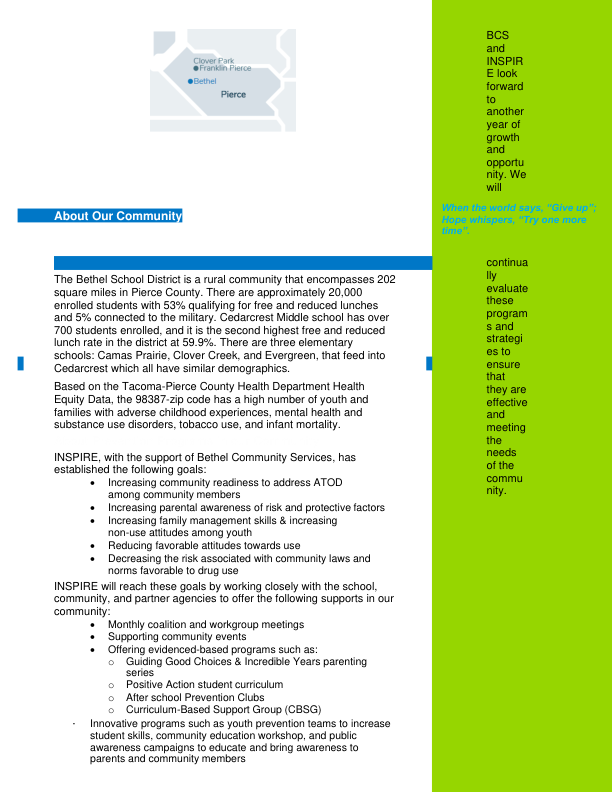 Clover Park
Franklin Pierce
Bethel
Pierce
About Our Community
The Bethel School District is a rural community that encompasses 202
square miles in Pierce County. There are approximately 20,000
enrolled students with 53% qualifying for free and reduced lunches
and 5% connected to the military. Cedarcrest Middle school has over
700 students enrolled, and it is the second highest free and reduced
lunch rate in the district at 59.9%. There are three elementary
schools: Camas Prairie, Clover Creek, and Evergreen, that feed into
Cedarcrest which all have similar demographics.
Based on the Tacoma-Pierce County Health Department Health
Equity Data, the 98387-zip code has a high number of youth and
families with adverse childhood experiences, mental health and
substance use disorders, tobacco use, and infant mortality.
INSPIRE, with the support of Bethel Community Services, has
established the following goals:
• Increasing community readiness to address ATOD
among community members
• Increasing parental awareness of risk and protective factors
• Increasing family management skills & increasing
non-use attitudes among youth
• Reducing favorable attitudes towards use
• Decreasing the risk associated with community laws and
norms favorable to drug use
INSPIRE will reach these goals by working closely with the school,
community, and partner agencies to offer the following supports in our
community:
• Monthly coalition and workgroup meetings
• Supporting community events
• Offering evidenced-based programs such as:
o Guiding Good Choices & Incredible Years parenting
series
o Positive Action student curriculum
o After school Prevention Clubs
o Curriculum-Based Support Group (CBSG)
· Innovative programs such as youth prevention teams to increase
student skills, community education workshop, and public
awareness campaigns to educate and bring awareness to
parents and community members
BCS
and
INSPIR
E look
forward
to
another
year of
growth
and
opportu
nity. We
will
When the world says, "Give up";
Hope whispers, "Try one more
time".
continua
lly
evaluate
these
program
s and
strategi
es to
ensure
that
they are
effective
and
meeting
the
needs
of the
commu
nity.